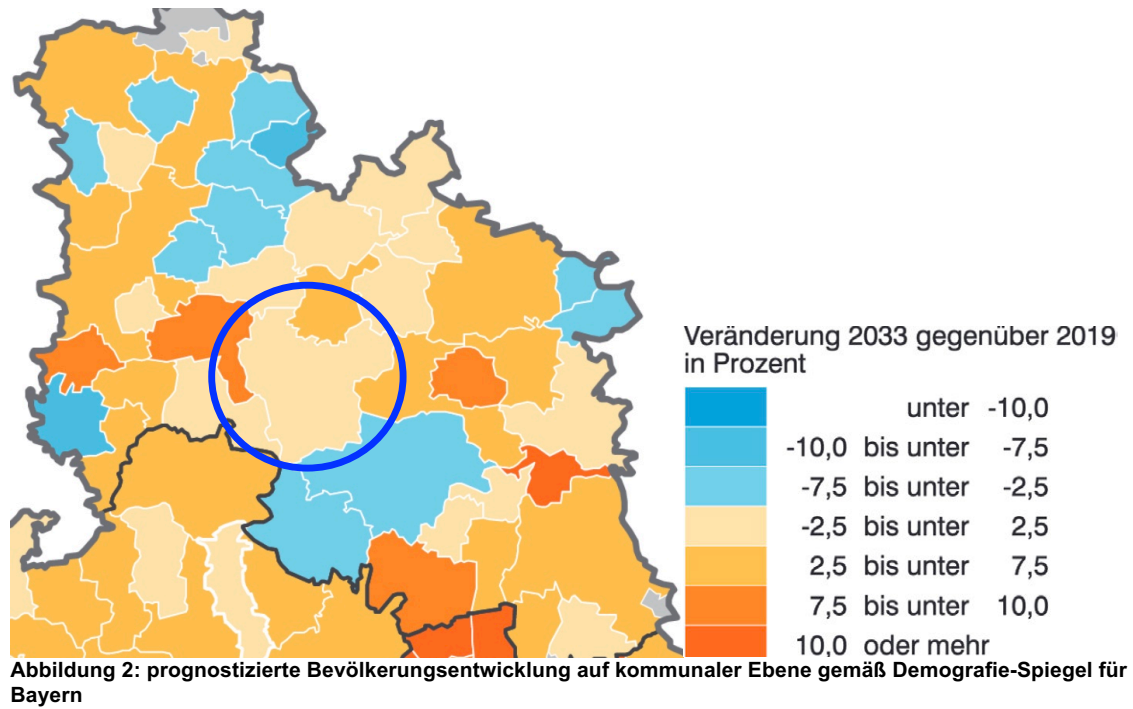 Veränderung 2033 gegenüber 2019
in Prozent
unter -10,0
-10,0 bis unter -7,5
-7,5 bis unter -2,5
-2,5 bis unter 2,5
2,5 bis unter 7,5
7,5 bis unter 10,0
10,0 oder mehr
Abbildung 2: prognostizierte Bevölkerungsentwicklung auf kommunaler Ebene gemäß Demografie-Spiegel für
Bayern